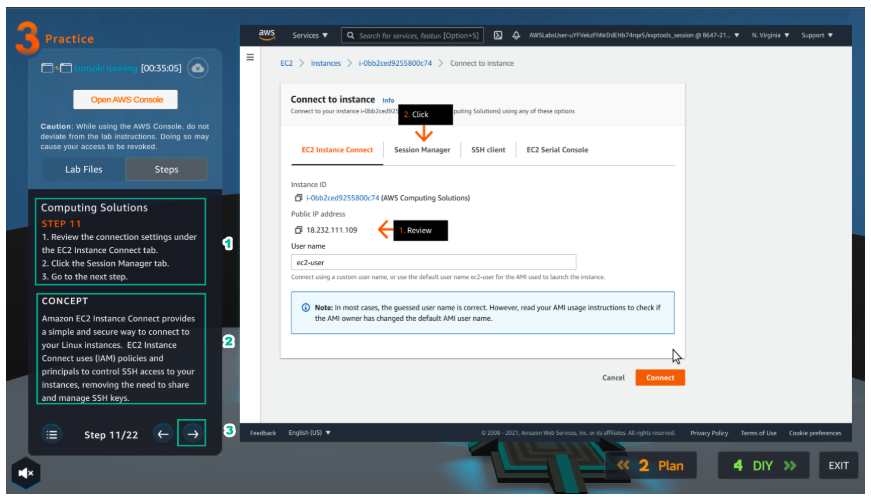 3 Practice
console running [00:35:05]
Open AWS Console
Caution: While using the AWS Console, do not
deviate from the lab instructions. Doing so may
cause your access to be revoked.
Lab Files Steps
Computing Solutions
STEP 11
1. Review the connection settings under
the EC2 Instance Connect tab.
2. Click the Session Manager tab.
3. Go to the next step.
1
CONCEPT
Amazon EC2 Instance Connect provides
a simple and secure way to connect to
your Linux instances. EC2 Instance
Connect uses (IAM) policies and
principals to control SSH access to your
instances, removing the need to share
and manage SSH keys.
2
Step 11/22
3
aws Services ▼ Search for services, featur [Option+S] N. Virginia ▼ Support ▼
EC2 > Instances > i-0bb2ced9255800c74 > Connect to instance
Connect to instance Info
Connect to your instance i-0bb2ced925 puting Solutions) using any of these options
2. Click
EC2 Instance Connect Session Manager SSH client EC2 Serial Console
Instance ID
i-0bb2ced9255800c74 (AWS Computing Solutions)
Public IP address
18.232.111.109
1. Review
User name
ec2-user
Connect using a custom user name, or use the default user name ec2-user for the AMI used to launch the instance.
Note: In most cases, the guessed user name is correct. However, read your AMI usage instructions to check if
the AMI owner has changed the default AMI user name.
Cancel Connect
Feedback English (US) ▼ © 2008 - 2021, Amazon Web Services, Inc. or its affiliates. All rights reserved Privacy Policy Terms of Use Cookie preferences
<< 2 Plan 4 DIY >> EXIT